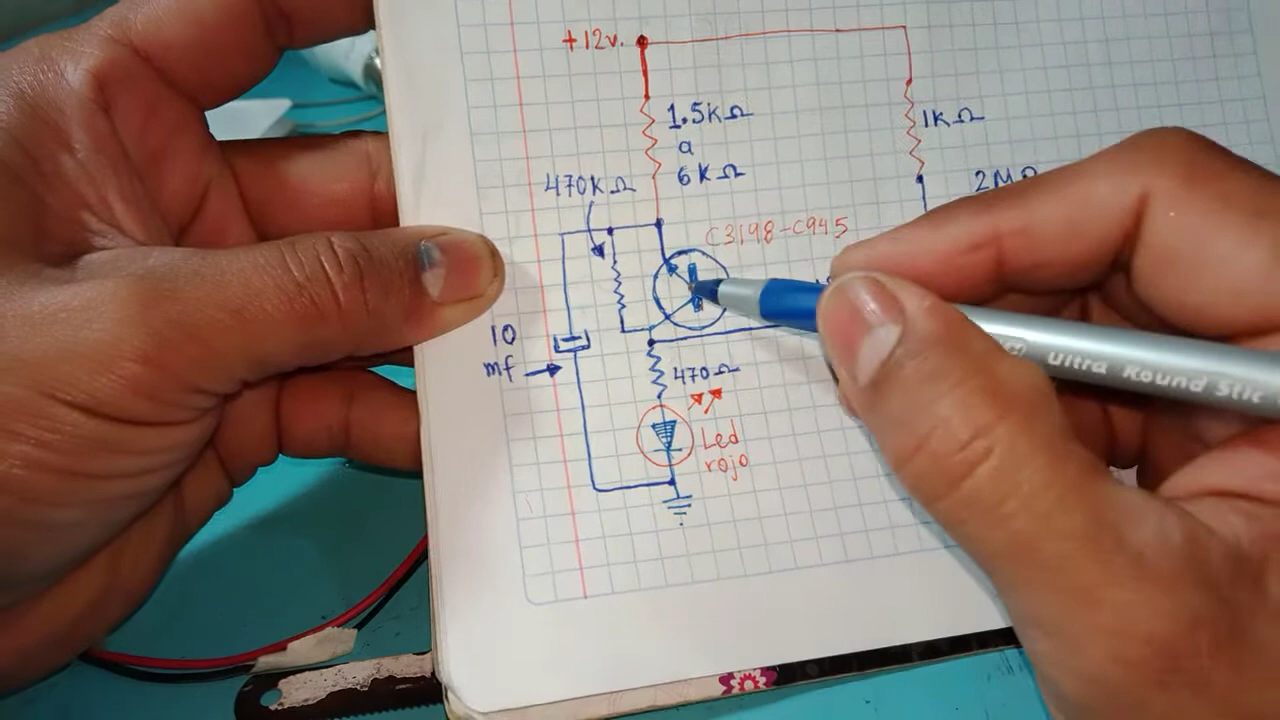 +12v.
1.5KΩ
a
6KΩ
1KΩ
470KΩ
2MΩ
C3198-C945
10
mf
470Ω
Led
rojo
Ultra Round Stic